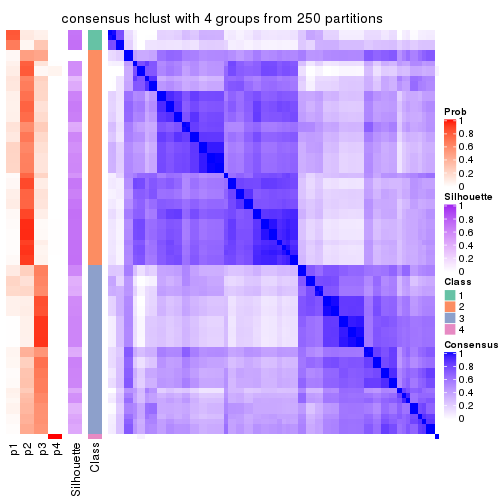 consensus hclust with 4 groups from 250 partitions
Prob
1
0.8
0.6
0.4
0.2
0
Silhouette
1
0.8
0.6
0.4
0.2
0
Class
1
2
3
4
Consensus
1
0.8
0.6
0.4
0.2
0
p1
p2
p3
p4
Silhouette
Class